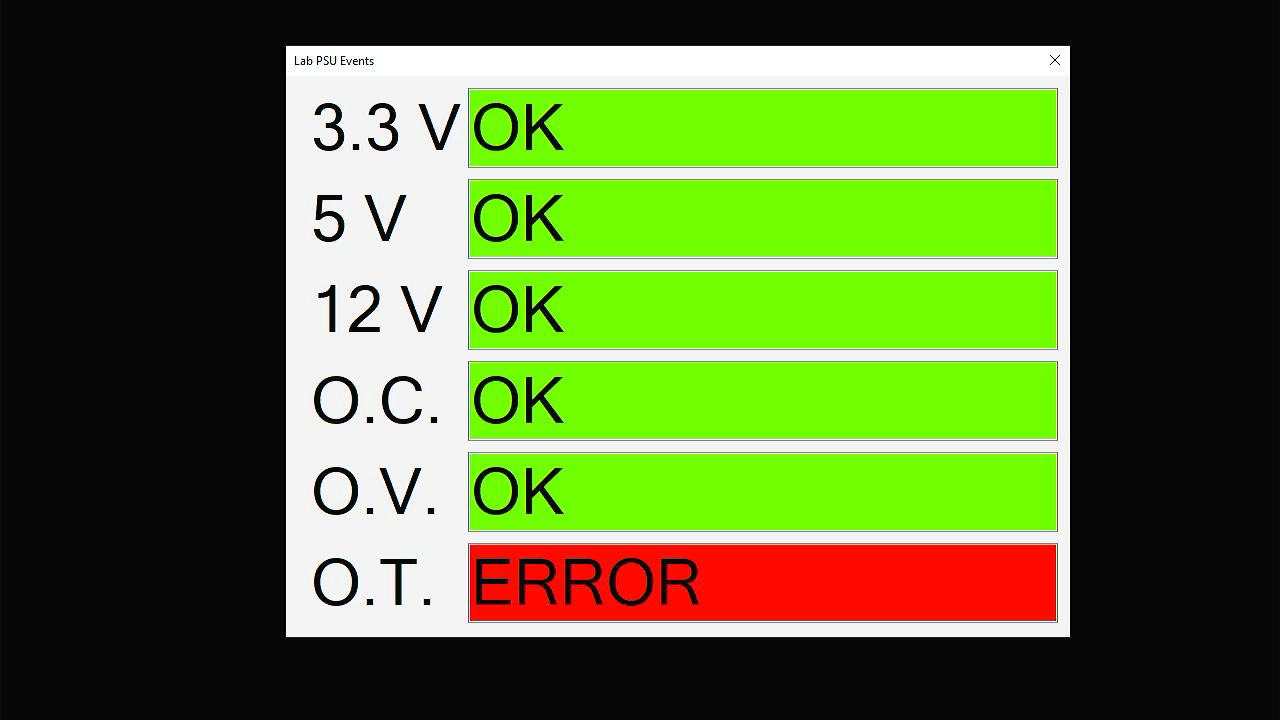 Lab PSU Events
3.3 V OK
5 V OK
12 V OK
O.C. OK
O.V. OK
O.T. ERROR